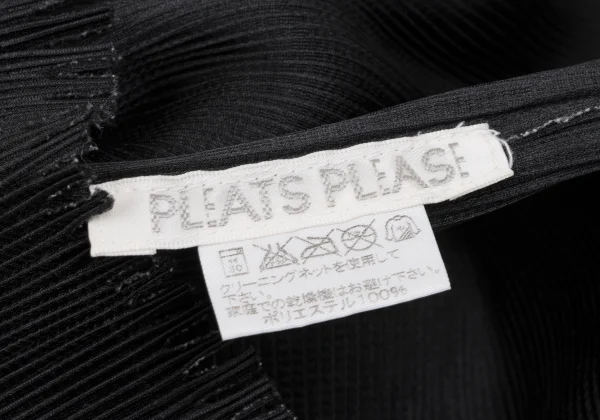 PLEATS PLEASE
クリーニングネットを使用して
下さい。
家庭での乾燥機はお避け下さい。
ポリエステル100%